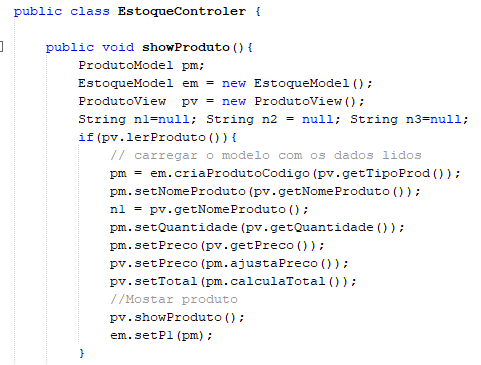 public class EstoqueControler {
public void showProduto(){
ProdutoModel pm;
EstoqueModel em = new EstoqueModel();
ProdutoView  pv = new ProdutoView();
String n1=null; String n2 = null; String n3=null;
if(pv.lerProduto()){
// carregar o modelo com os dados lidos
pm = em.criaProdutoCodigo(pv.getTipoProd());
pm.setNomeProduto(pv.getNomeProduto());
n1 = pv.getNomeProduto();
pm.setQuantidade(pv.getQuantidade());
pm.setPreco(pv.getPreco());
pv.setPreco(pm.ajustaPreco());
pv.setTotal(pm.calculaTotal());
//Mostar produto
pv.showProduto();
em.setP1(pm);
}